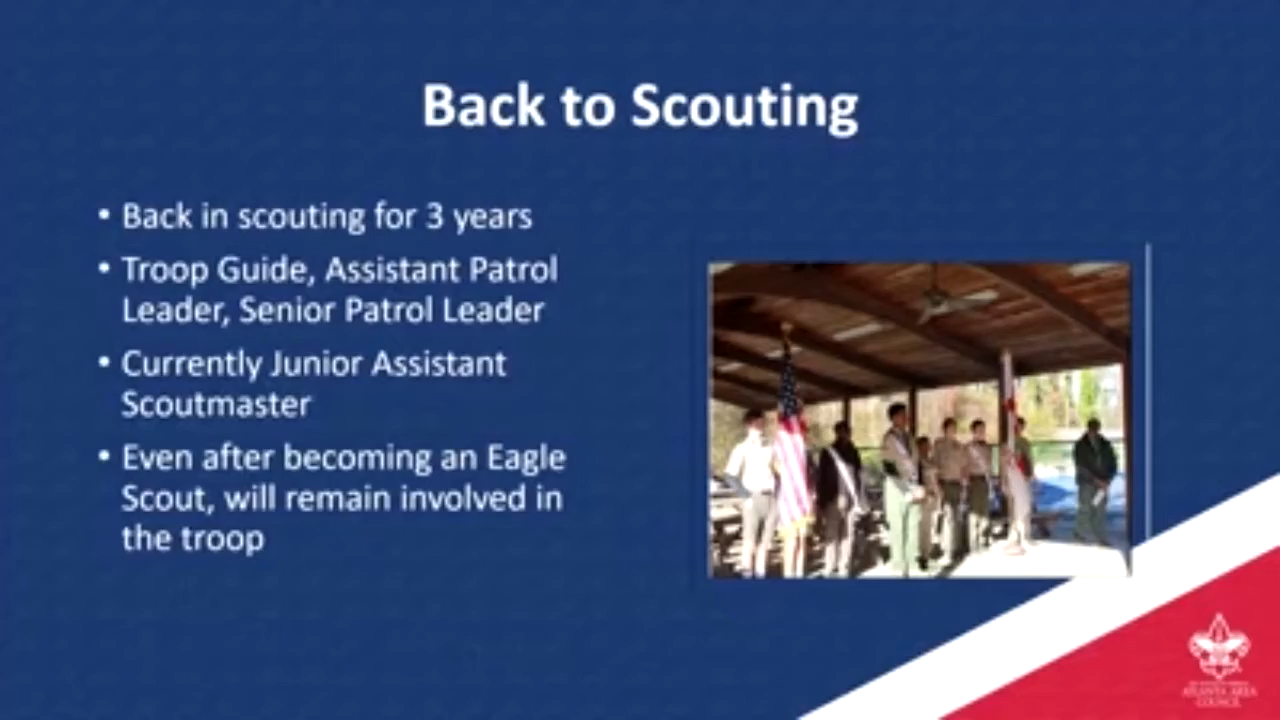 Back to Scouting
• Back in scouting for 3 years
• Troop Guide, Assistant Patrol
Leader, Senior Patrol Leader
• Currently Junior Assistant
Scoutmaster
• Even after becoming an Eagle
Scout, will remain involved in
the troop
ATLANTA AREA
COUNCIL